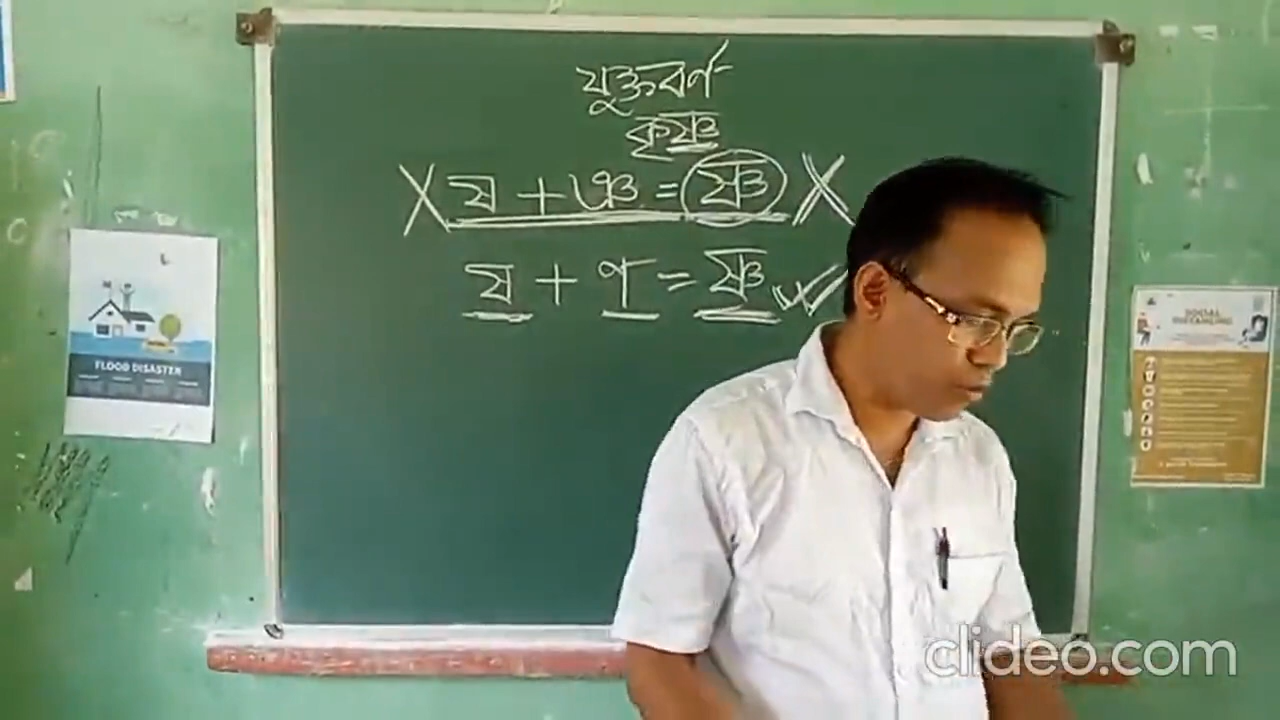 যুক্তবর্ণ
কৃষ্ণ
X ষ + ঞ = ষ্ণ X
ষ + ণ = ষ্ণ ✓
FLOOD DISASTER
SOCIAL
DISTANCING
clideo.com